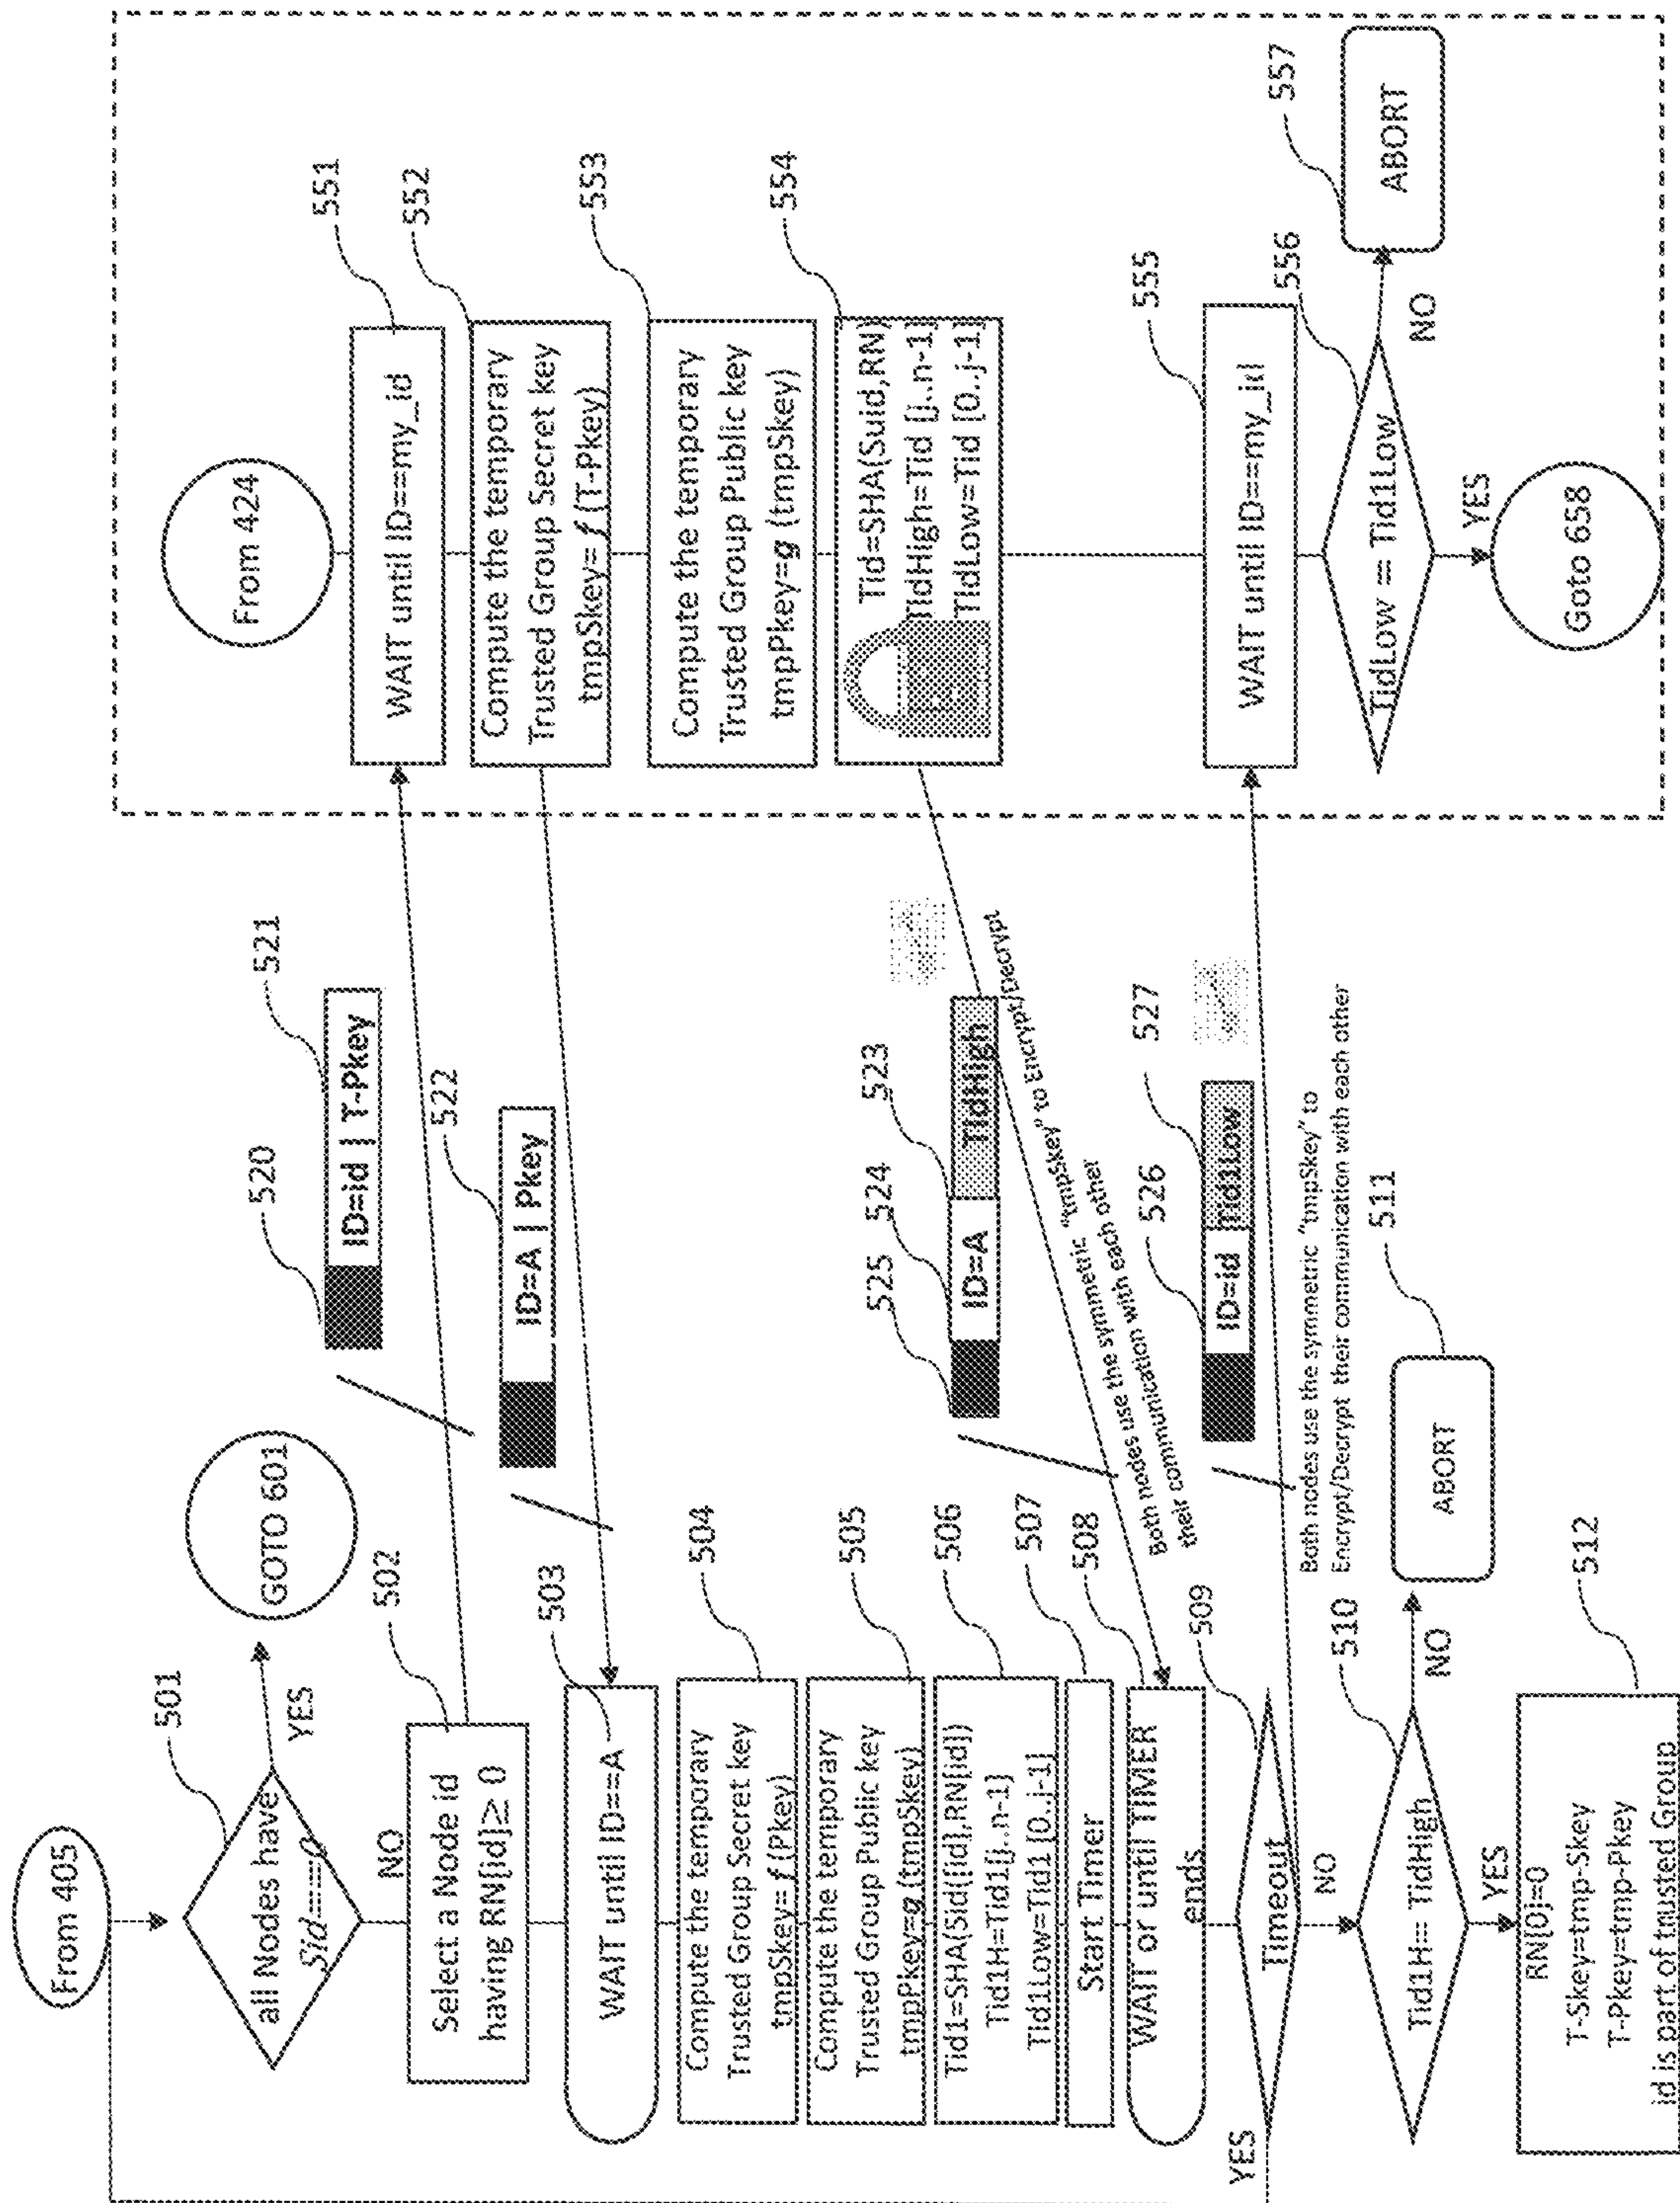 From 405
501
all Nodes have
Sid==0
YES
GOTO 601
NO
502
Select a Node id
having RN[id]≥ 0
503
WAIT until ID==A
504
Compute the temporary
Trusted Group Secret key
tmpSkey= f (Pkey)
505
Compute the temporary
Trusted Group Public key
tmpPkey=g (tmpSkey)
506
Tid1=SHA(Sid([id],RN[id])
Tid1H=Tid1[j..n-1]
Tid1Low=Tid1 [0..j-1]
507
Start Timer
508
WAIT or until TIMER
ends
509
Timeout
YES
NO
510
Tid1H= TidHigh
NO
511
ABORT
YES
512
RN[0]=0
T-Skey=tmp-Skey
T-Pkey=tmp-Pkey
id is part of trusted Group
520
521
ID=id | T-Pkey
522
ID=A | Pkey
525
524
523
ID=A
TidHigh
Both nodes use the symmetric "tmpSkey" to Encrypt/Decrypt
their communication with each other
526
527
ID=id
Tid1Low
Both nodes use the symmetric "tmpSkey" to
Encrypt/Decrypt their communication with each other
From 424
551
WAIT until ID==my_id
552
Compute the temporary
Trusted Group Secret key
tmpSkey= f (T-Pkey)
553
Compute the temporary
Trusted Group Public key
tmpPkey=g (tmpSkey)
554
Tid=SHA(Suid,RN)
TidHigh=Tid [j..n-1]
TidLow=Tid [0..j-1]
555
WAIT until ID==my_id
556
TidLow = Tid1Low
NO
557
ABORT
YES
Goto 658